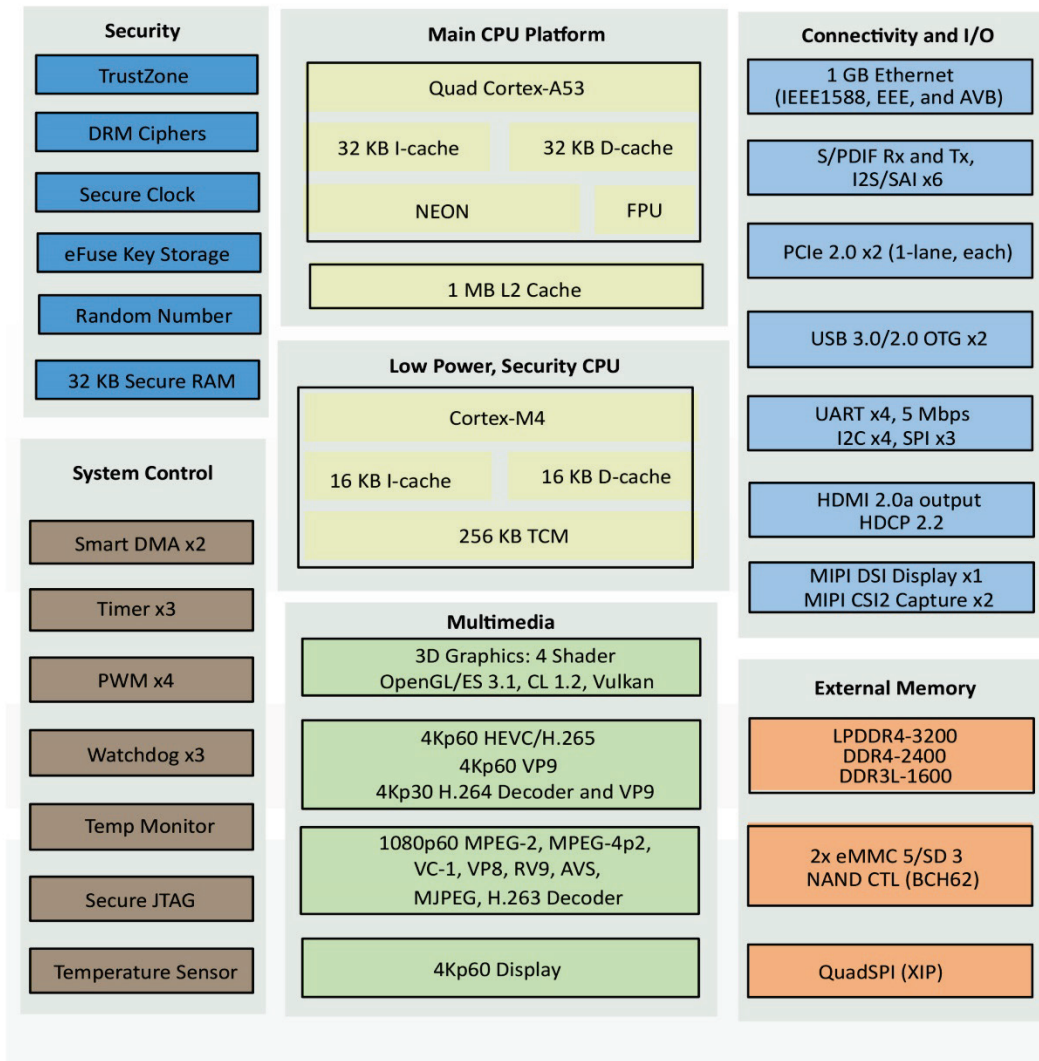 Security
TrustZone
DRM Ciphers
Secure Clock
eFuse Key Storage
Random Number
32 KB Secure RAM
System Control
Smart DMA x2
Timer x3
PWM x4
Watchdog x3
Temp Monitor
Secure JTAG
Temperature Sensor
Main CPU Platform
Quad Cortex-A53
32 KB I-cache
32 KB D-cache
NEON
FPU
1 MB L2 Cache
Low Power, Security CPU
Cortex-M4
16 KB I-cache
16 KB D-cache
256 KB TCM
Multimedia
3D Graphics: 4 Shader
OpenGL/ES 3.1, CL 1.2, Vulkan
4Kp60 HEVC/H.265
4Kp60 VP9
4Kp30 H.264 Decoder and VP9
1080p60 MPEG-2, MPEG-4p2,
VC-1, VP8, RV9, AVS,
MJPEG, H.263 Decoder
4Kp60 Display
Connectivity and I/O
1 GB Ethernet
(IEEE1588, EEE, and AVB)
S/PDIF Rx and Tx,
I2S/SAI x6
PCIe 2.0 x2 (1-lane, each)
USB 3.0/2.0 OTG x2
UART x4, 5 Mbps
I2C x4, SPI x3
HDMI 2.0a output
HDCP 2.2
MIPI DSI Display x1
MIPI CSI2 Capture x2
External Memory
LPDDR4-3200
DDR4-2400
DDR3L-1600
2x eMMC 5/SD 3
NAND CTL (BCH62)
QuadSPI (XIP)